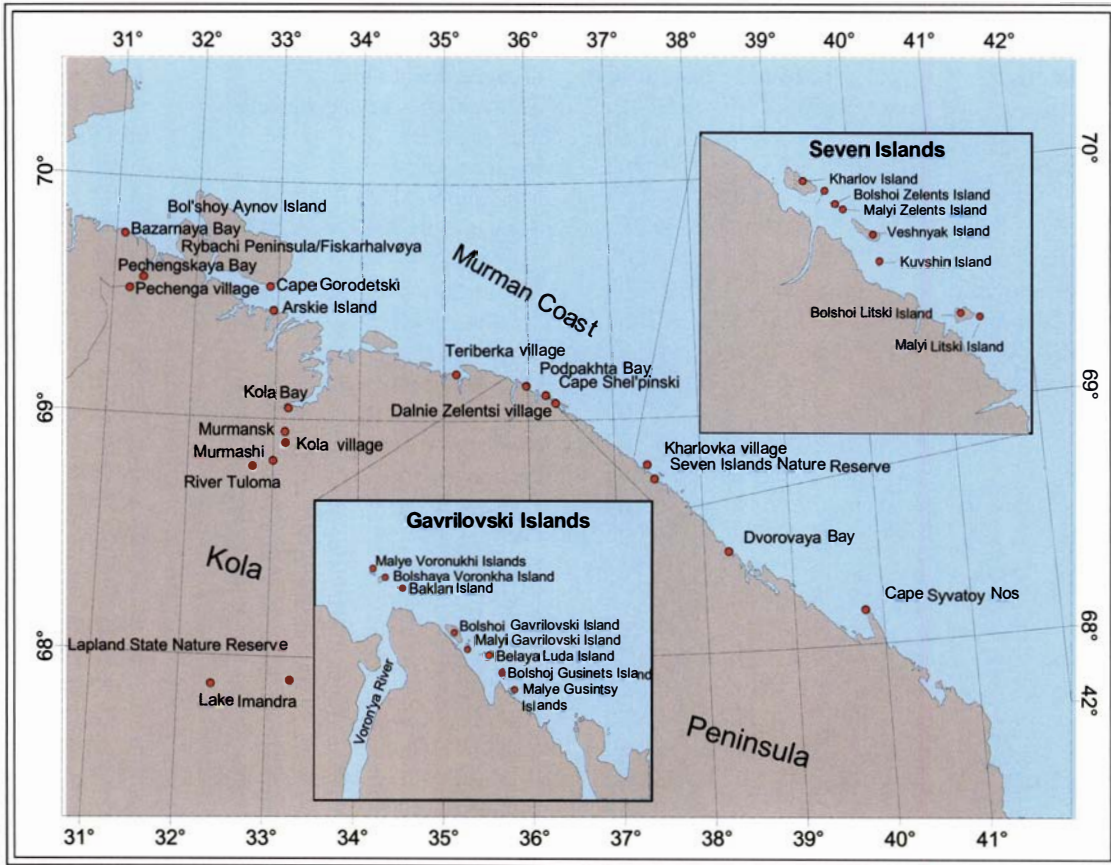 31° 32° 33° 34° 35° 36° 37° 38° 39° 40° 41° 42°
70°
69°
68°
70°
69°
68°
42°
Bol'shoy Aynov Island
Bazarnaya Bay
Rybachi Peninsula/Fiskarhalvøya
Pechengskaya Bay
Pechenga village
Cape Gorodetski
Arskie Island
Murman Coast
Teriberka village
Podpakhta Bay
Cape Shel'pinski
Dalnie Zelentsi village
Kola Bay
Murmansk
Kola village
Murmashi
River Tuloma
Kharlovka village
Seven Islands Nature Reserve
Dvorovaya Bay
Cape Syvatoy Nos
Kola
Peninsula
Lapland State Nature Reserve
Lake Imandra
Seven Islands
Kharlov Island
Bolshoi Zelents Island
Malyi Zelents Island
Veshnyak Island
Kuvshin Island
Bolshoi Litski Island
Malyi Litski Island
Gavrilovski Islands
Malye Voronukhi Islands
Bolshaya Voronkha Island
Baklan Island
Bolshoi Gavrilovski Island
Malyi Gavrilovski Island
Belaya Luda Island
Bolshoj Gusinets Island
Malye Gusintsy
Islands
Voron'ya River
31° 32° 33° 34° 35° 36° 37° 38° 39° 40° 41°